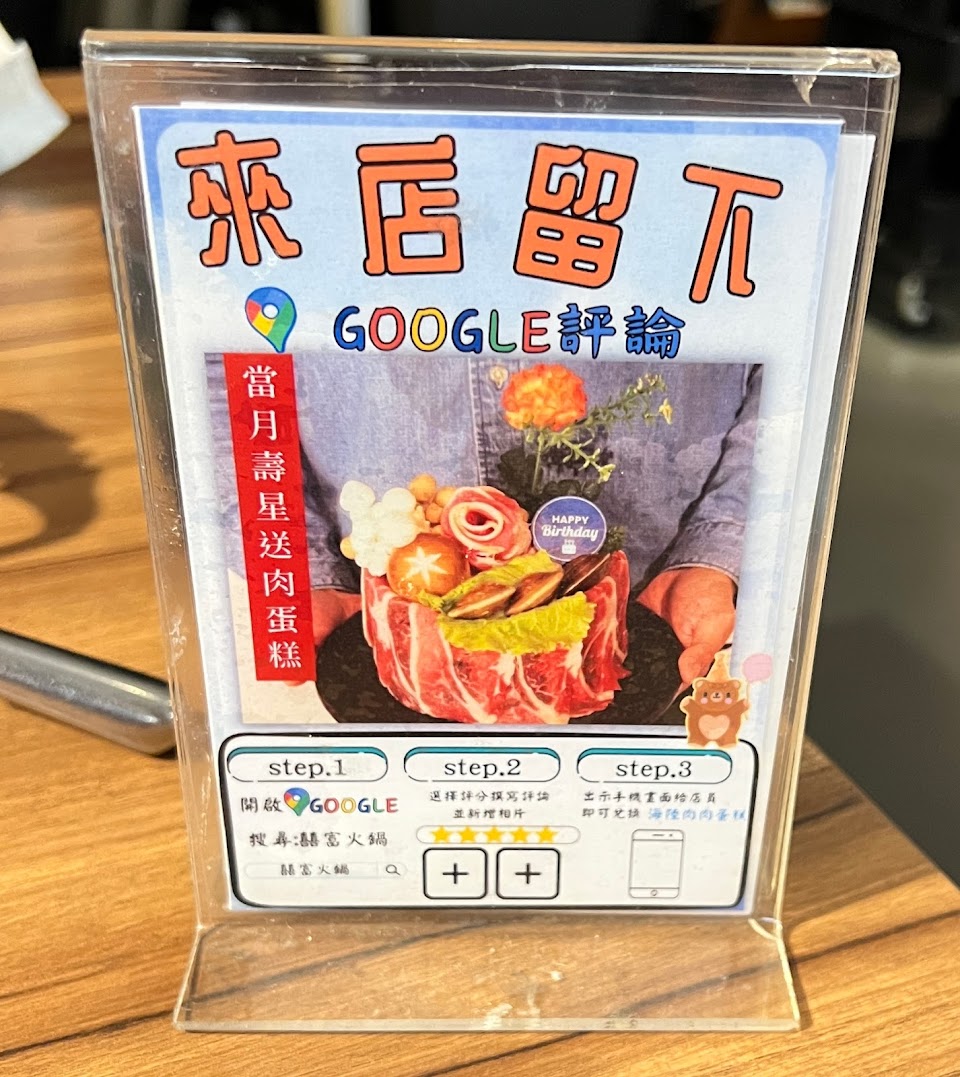 來店留下
GOOGLE評論
當月壽星送肉蛋糕
HAPPY
Birthday
step.1
開啟GOOGLE
搜尋:囍富火鍋
囍富火鍋
step.2
選擇評分撰寫評論
並新增相片
step.3
出示手機畫面給店員
即可兌換 海陸肉肉蛋糕